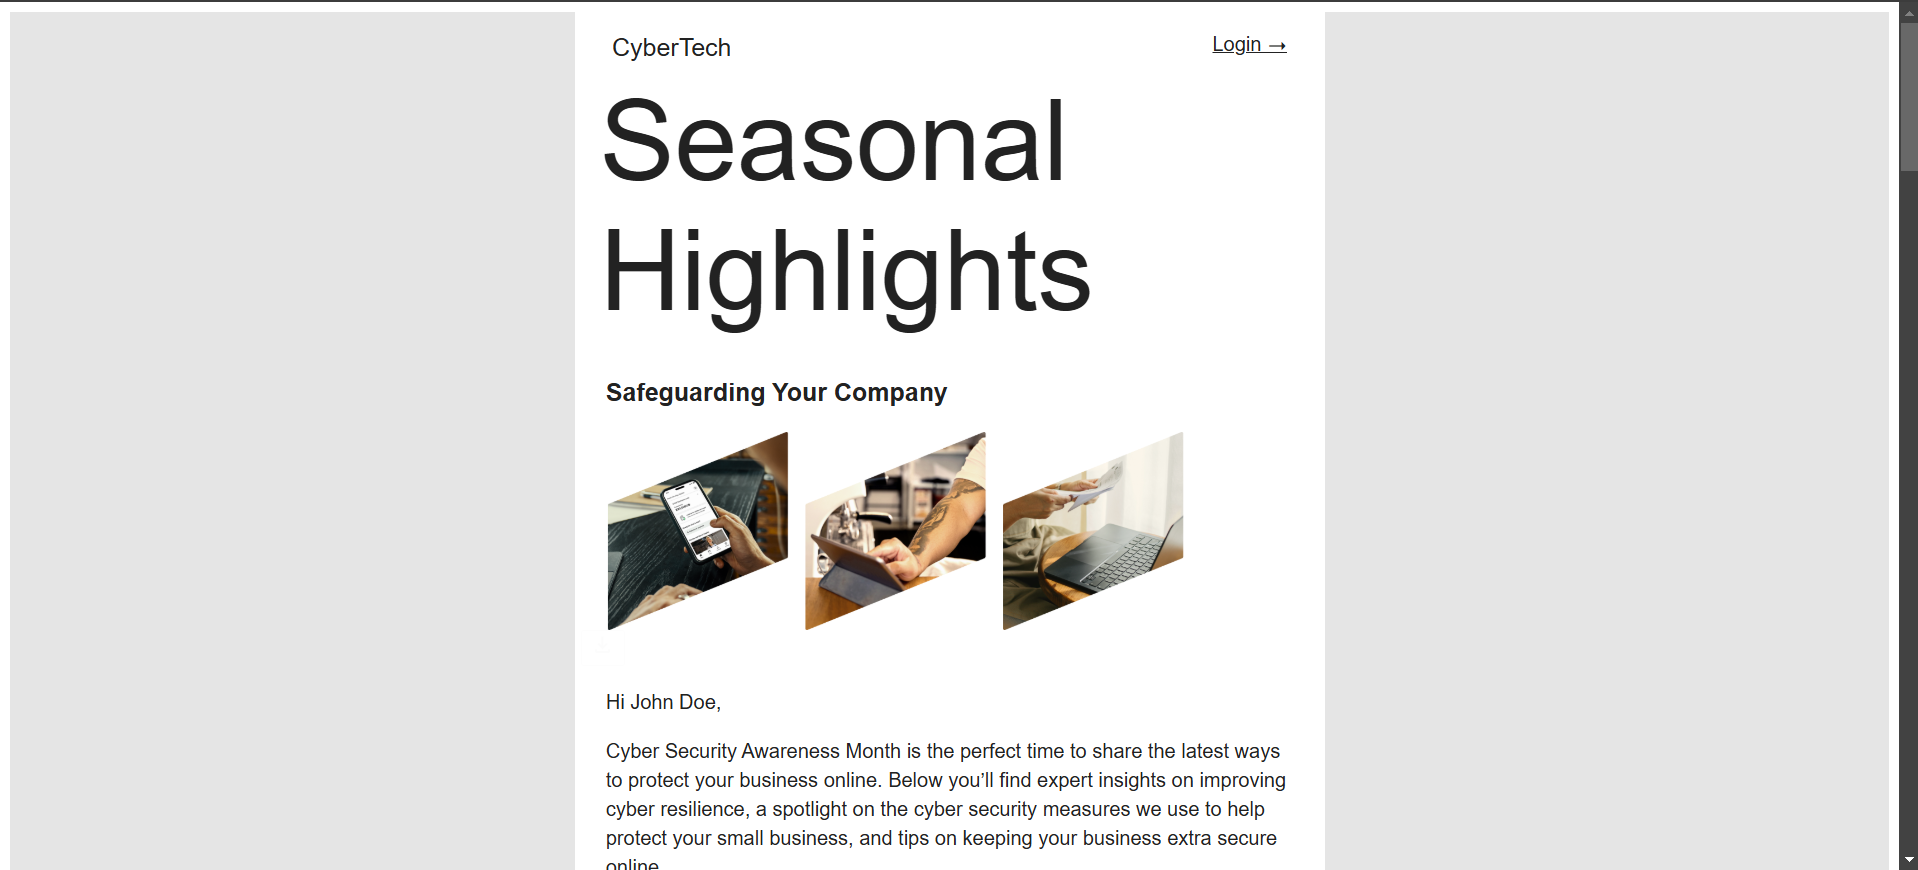 CyberTech
Login →
Seasonal
Highlights
Safeguarding Your Company
Hi John Doe,
Cyber Security Awareness Month is the perfect time to share the latest ways
to protect your business online. Below you’ll find expert insights on improving
cyber resilience, a spotlight on the cyber security measures we use to help
protect your small business, and tips on keeping your business extra secure
online.